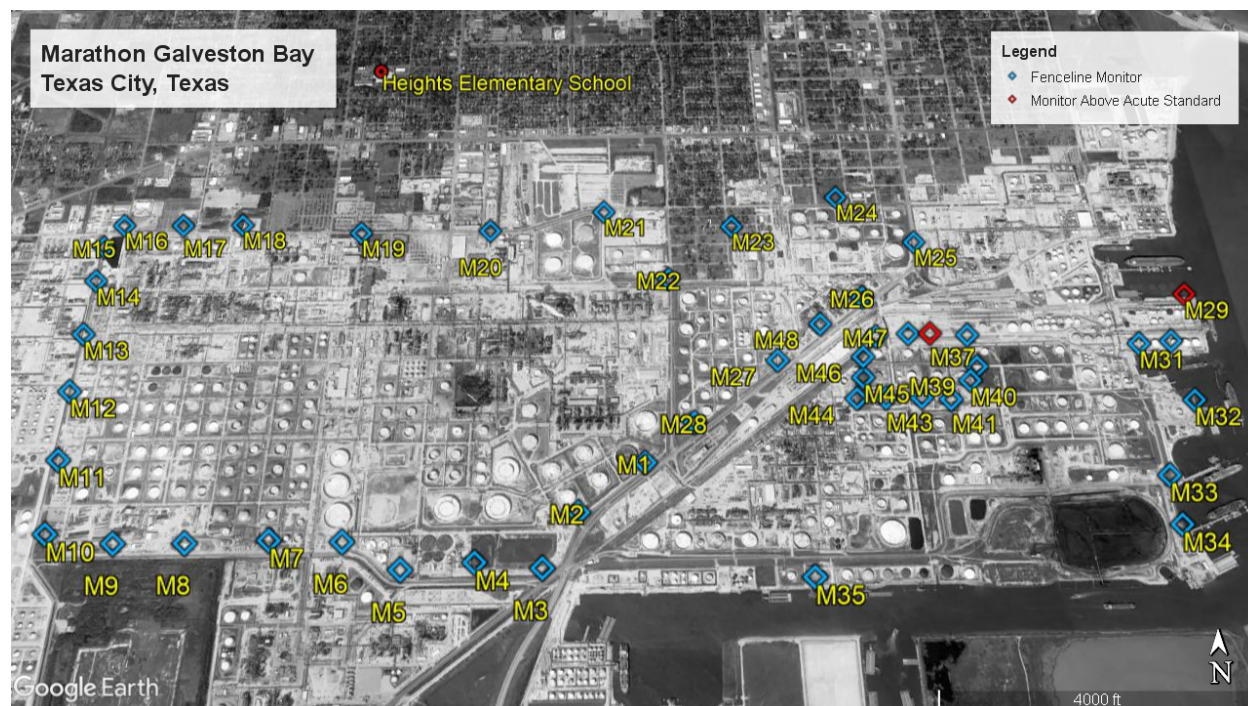 Marathon Galveston Bay
Texas City, Texas
Legend
Fenceline Monitor
Monitor Above Acute Standard
Heights Elementary School
M24
M21
M23
M15
M16
M17
M18
M19
M20
M25
M22
M14
M26
M29
M13
M48
M47
M37
M31
M27
M46
M12
M45
M39
M40
M32
M44
M43
M41
M28
M11
M1
M33
M2
M10
M7
M34
M9
M8
M6
M5
M4
M3
M35
Google Earth
N
4000 ft